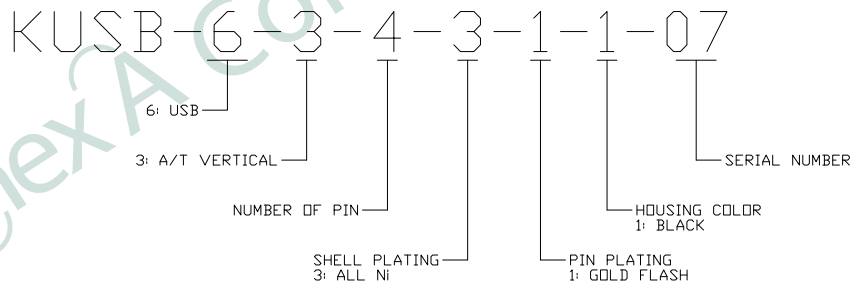 KUSB-6-3-4-3-1-1-07
6: USB
3: A/T VERTICAL
SERIAL NUMBER
NUMBER OF PIN
HOUSING COLOR
1: BLACK
SHELL PLATING
3: ALL Ni
PIN PLATING
1: GOLD FLASH